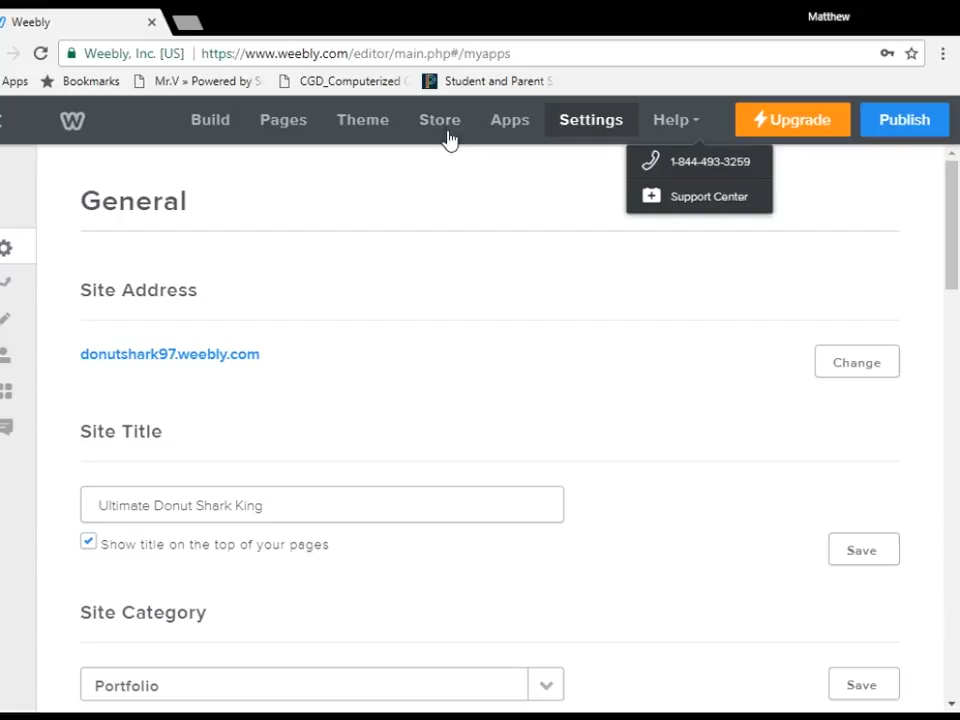 Weebly
Matthew
Weebly, Inc. [US] https://www.weebly.com/editor/main.php#/myapps
Apps Bookmarks Mr.V » Powered by S CGD_Computerized Student and Parent S
Build Pages Theme Store Apps Settings Help Upgrade Publish
1-844-493-3259
Support Center
General
Site Address
donutshark97.weebly.com
Change
Site Title
Ultimate Donut Shark King
Show title on the top of your pages
Save
Site Category
Portfolio
Save